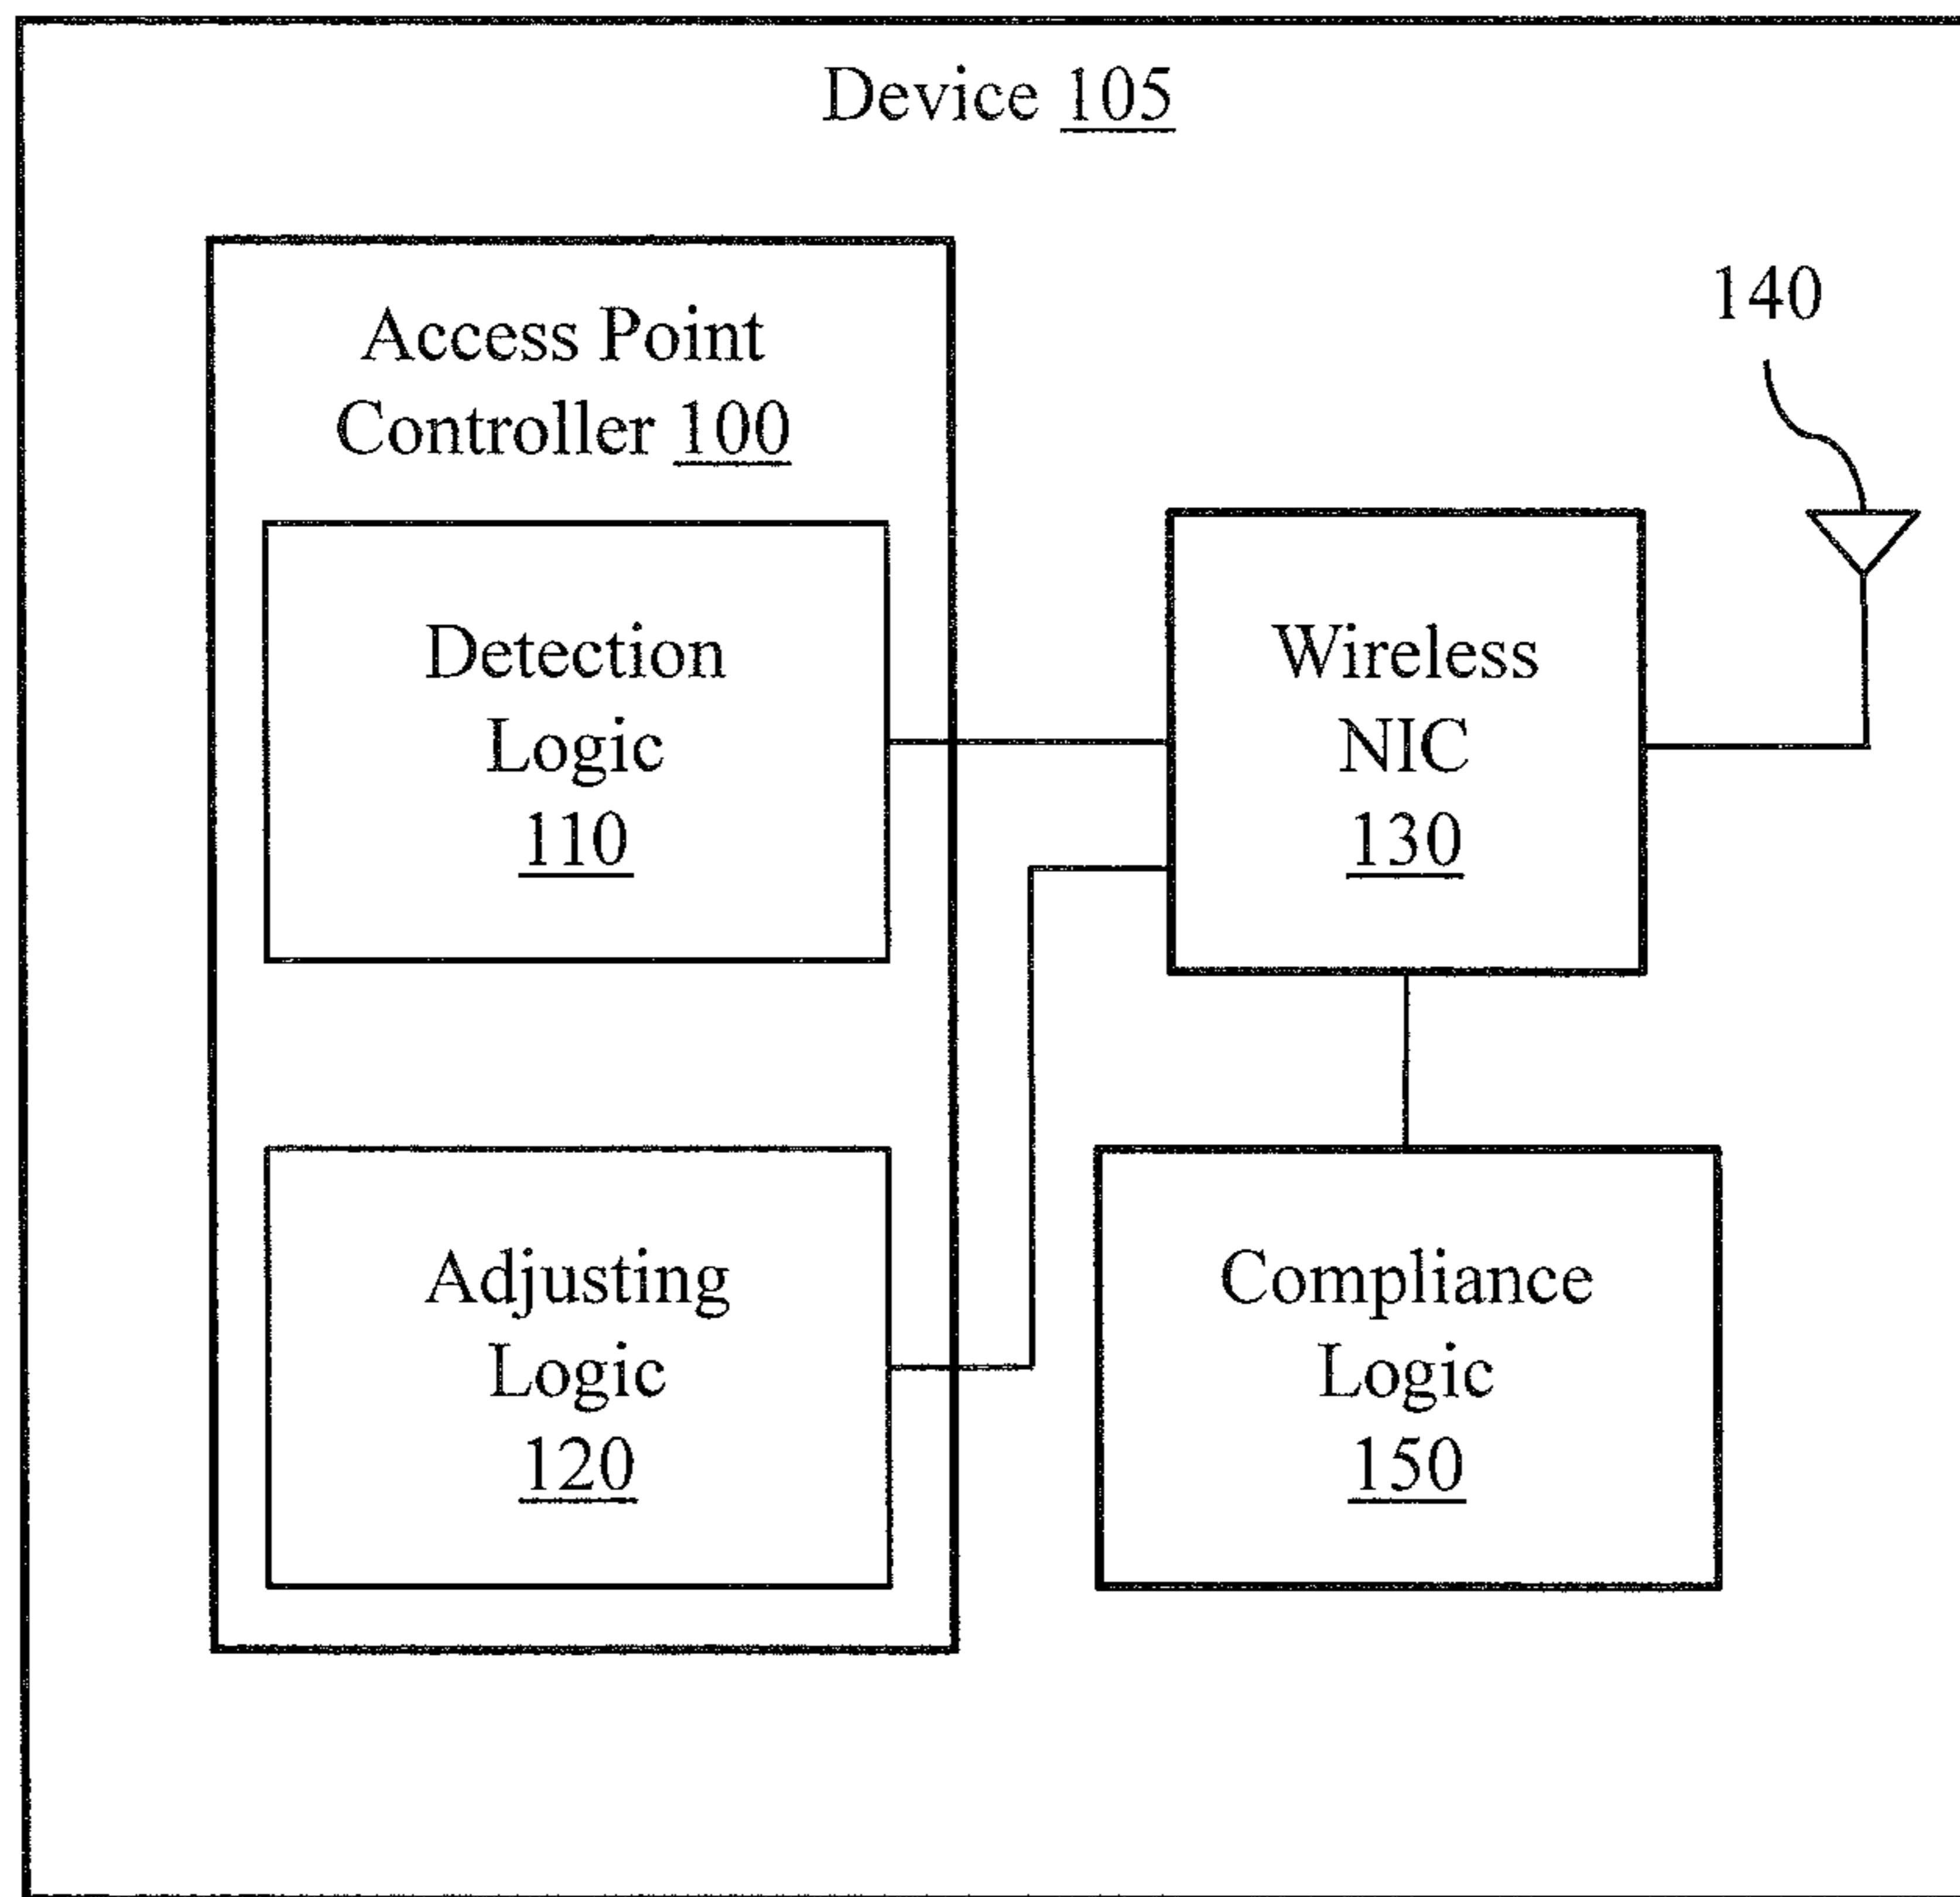 Device 105
Access Point
Controller 100
140
Detection
Logic
110
Wireless
NIC
130
Adjusting
Logic
120
Compliance
Logic
150